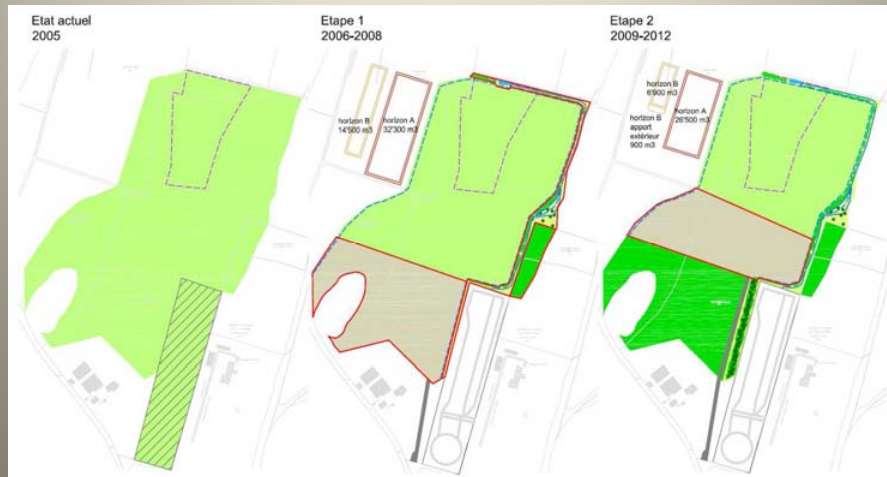 Etat actuel
2005
Etape 1
2006-2008
horizon B
14'500 m3
horizon A
32'300 m3
Etape 2
2009-2012
horizon B
6'900 m3
horizon A
26'500 m3
horizon B
apport
extérieur
900 m3